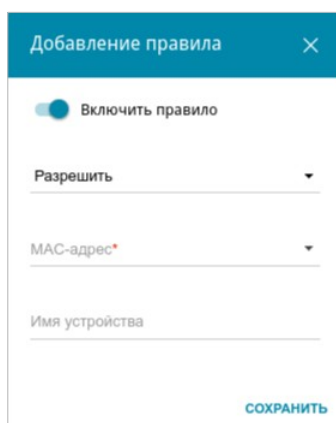 Добавление правила
Включить правило
Разрешить
MAC-адрес*
Имя устройства
СОХРАНИТЬ